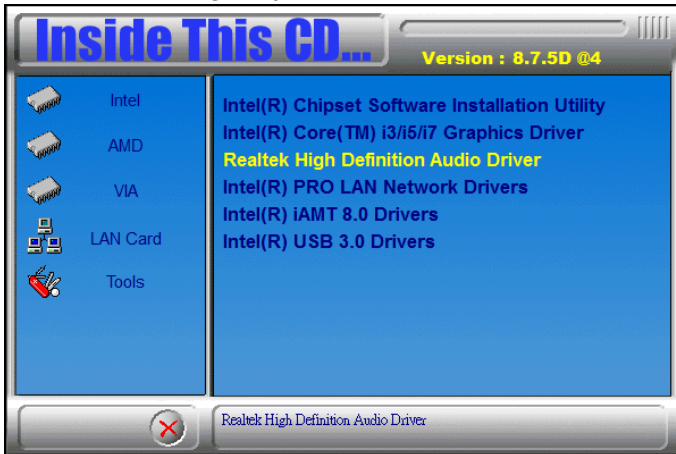 Inside This CD...
Version : 8.7.5D @4
Intel
AMD
VIA
LAN Card
Tools
Intel(R) Chipset Software Installation Utility
Intel(R) Core(TM) i3/i5/i7 Graphics Driver
Realtek High Definition Audio Driver
Intel(R) PRO LAN Network Drivers
Intel(R) iAMT 8.0 Drivers
Intel(R) USB 3.0 Drivers
Realtek High Definition Audio Driver